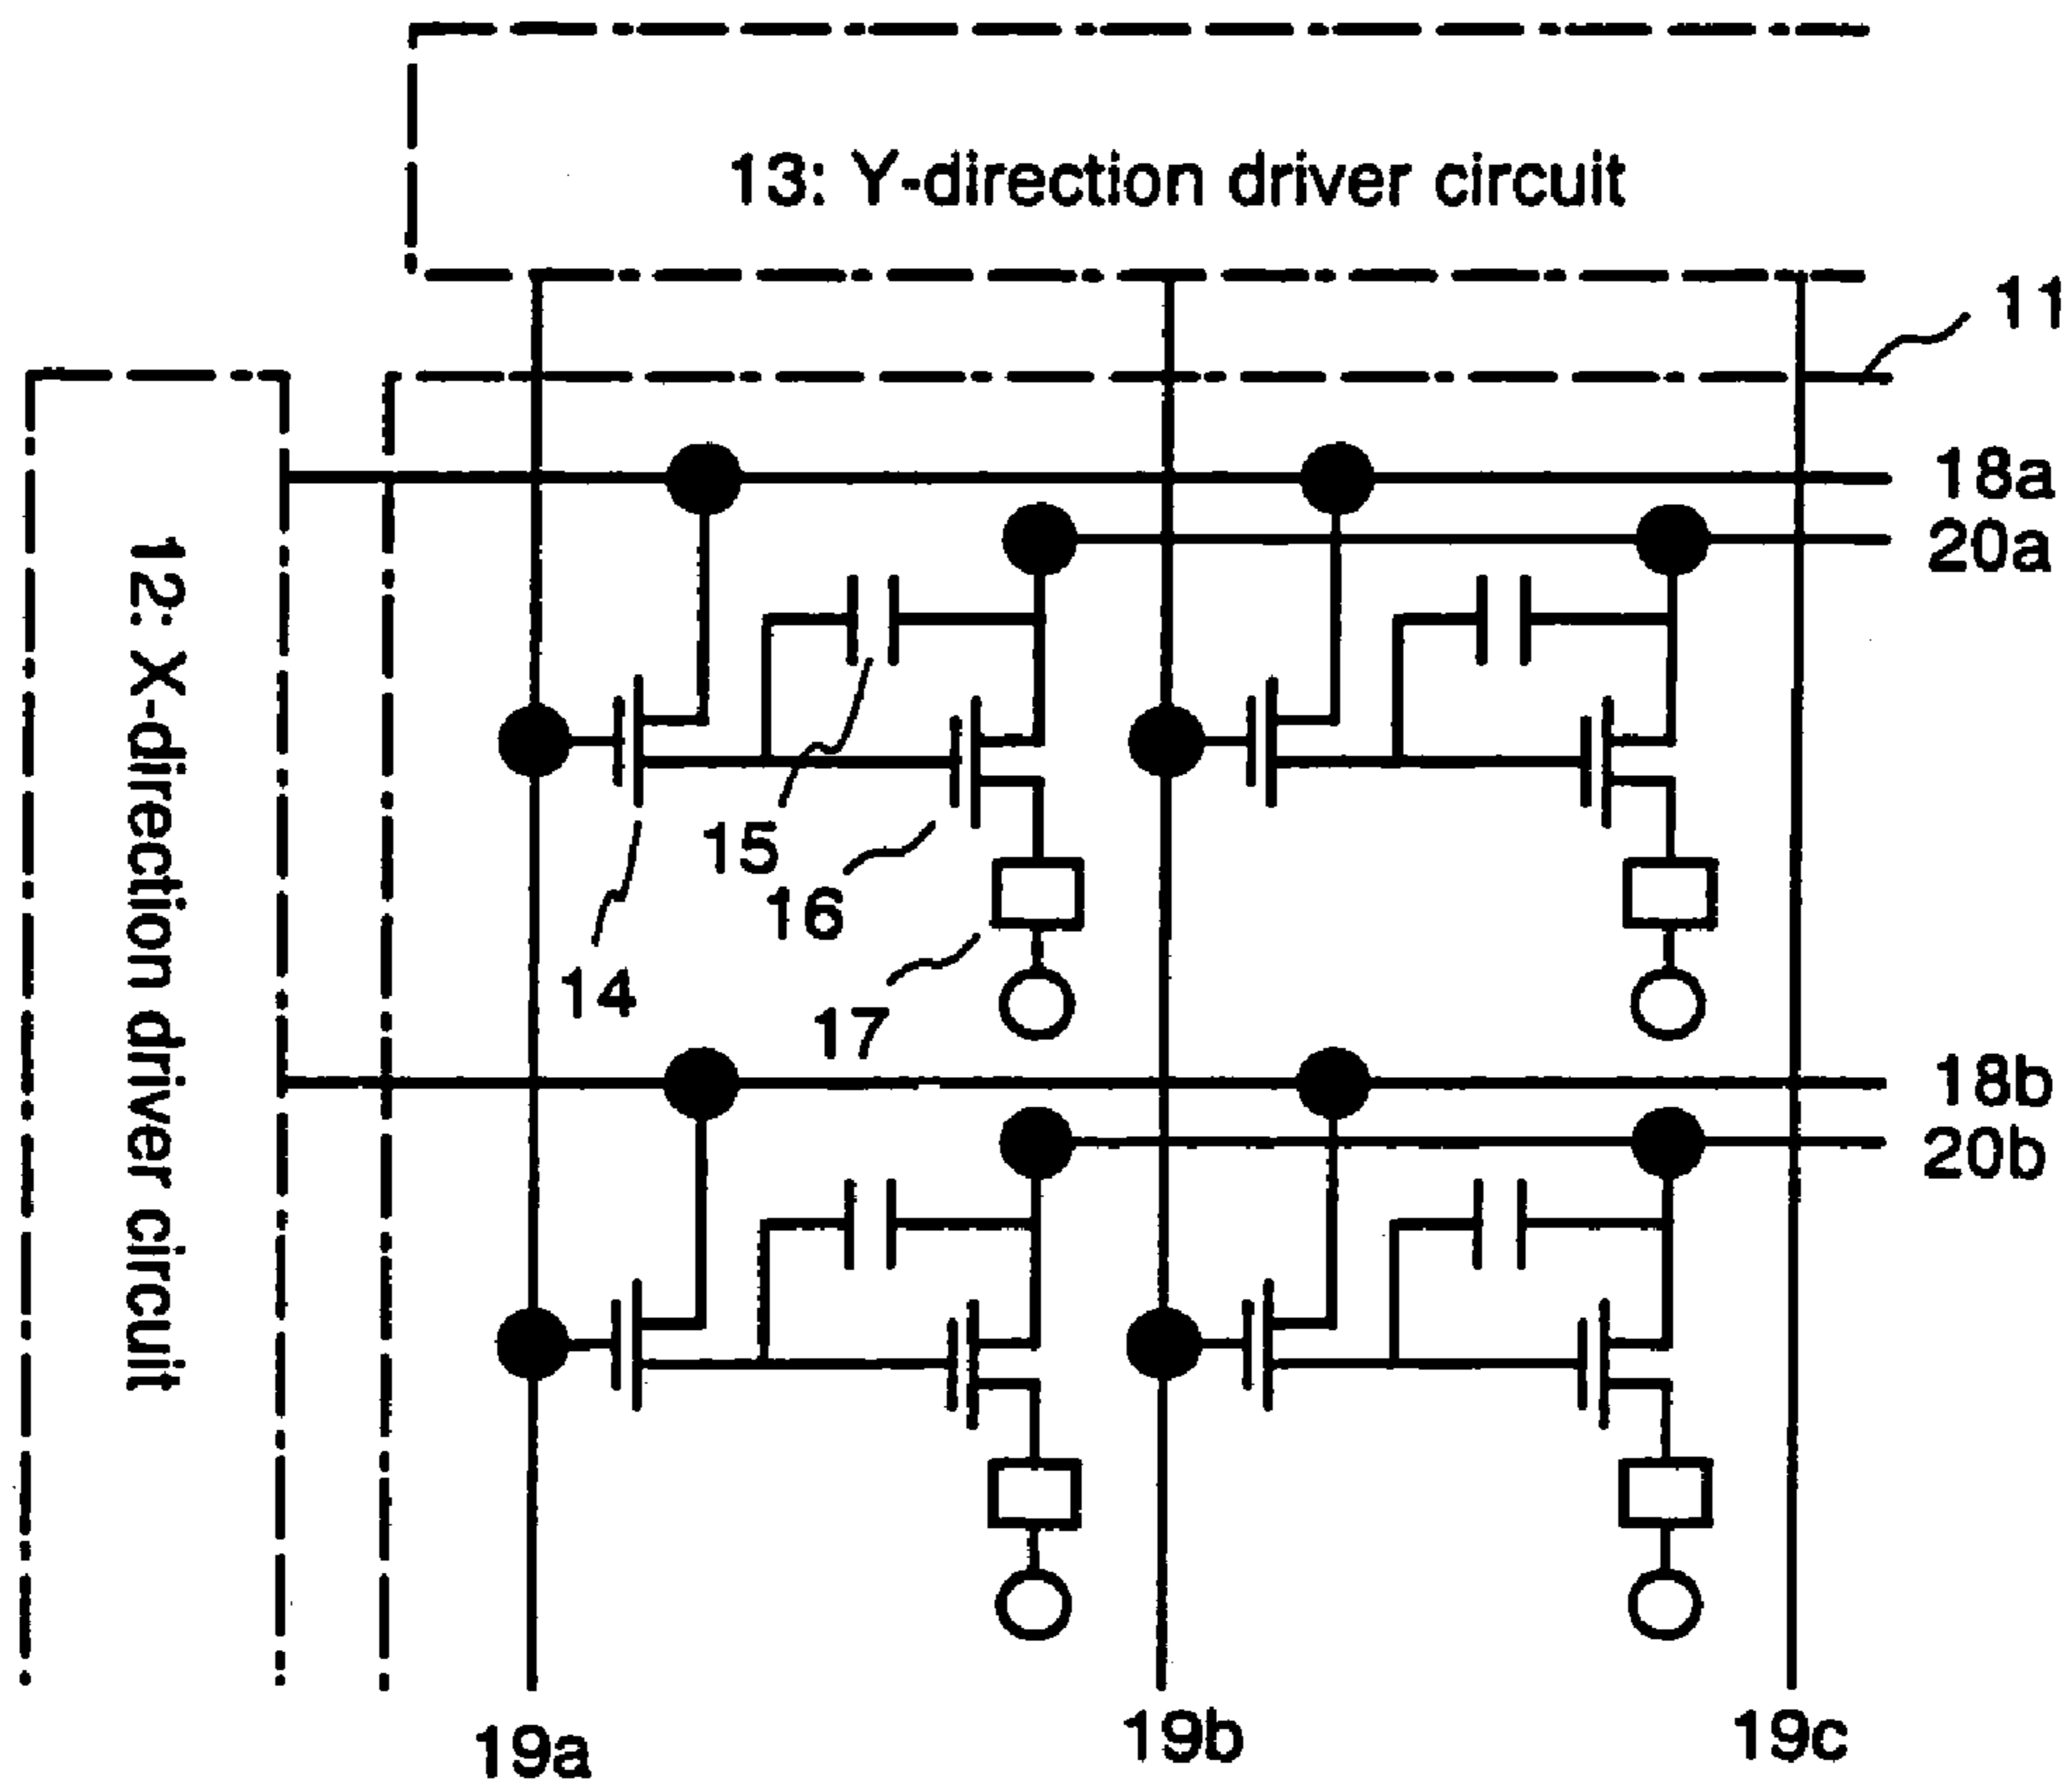 13: Y-direction driver circuit
11
18a
20a
12: X-direction driver circuit
15
16
14
17
18b
20b
19a
19b
19c